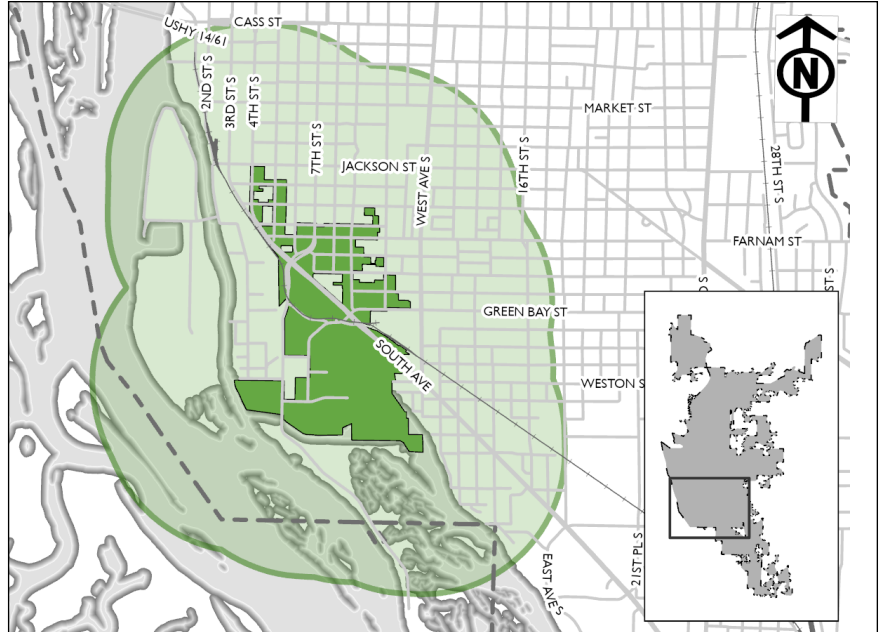 CASS ST
USHY 14/61
N
2ND ST S
3RD ST S
4TH ST S
MARKET ST
7TH ST S
JACKSON ST
WEST AVE S
16TH ST S
28TH ST S
FARNAM ST
GREEN BAY ST
SOUTH AVE
WESTON S
21ST PL S
EAST AVE S